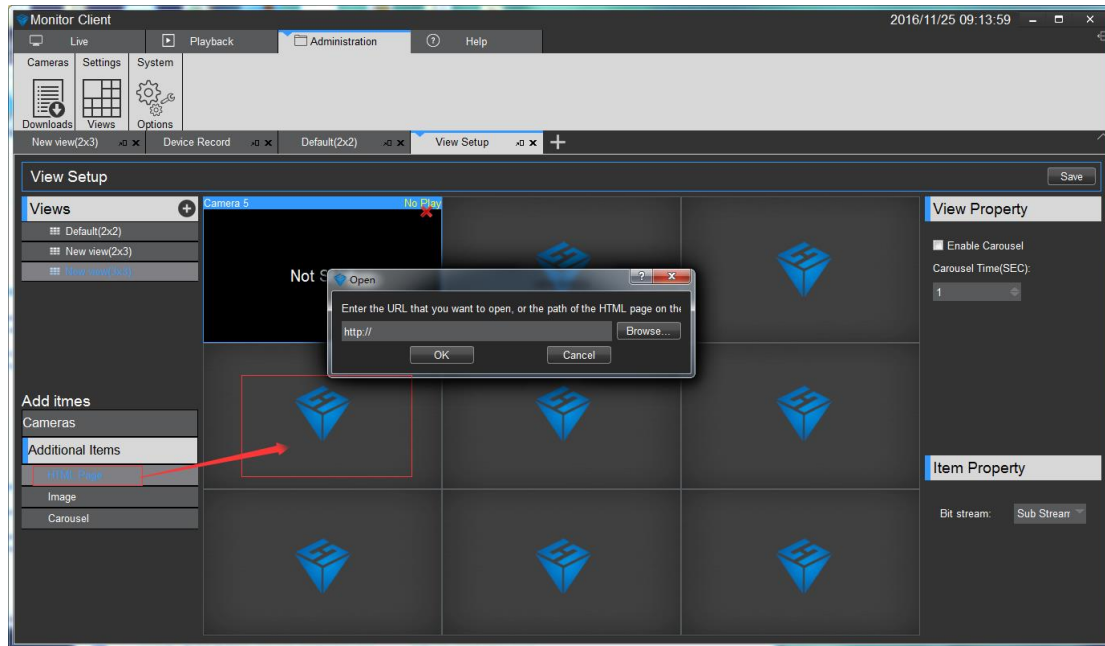 Monitor Client 2016/11/25 09:13:59
Live Playback Administration Help
Cameras Settings System
Downloads Views Options
New view(2x3) Device Record Default(2x2) View Setup
View Setup Save
Views
Default(2x2)
New view(2x3)
New view(3x3)
Camera 5 No Play
Not S
Open
Enter the URL that you want to open, or the path of the HTML page on the
http:// Browse...
OK Cancel
View Property
Enable Carousel
Carousel Time(SEC):
1
Add itmes
Cameras
Additional Items
HTML Page
Image
Carousel
Item Property
Bit stream: Sub Stream